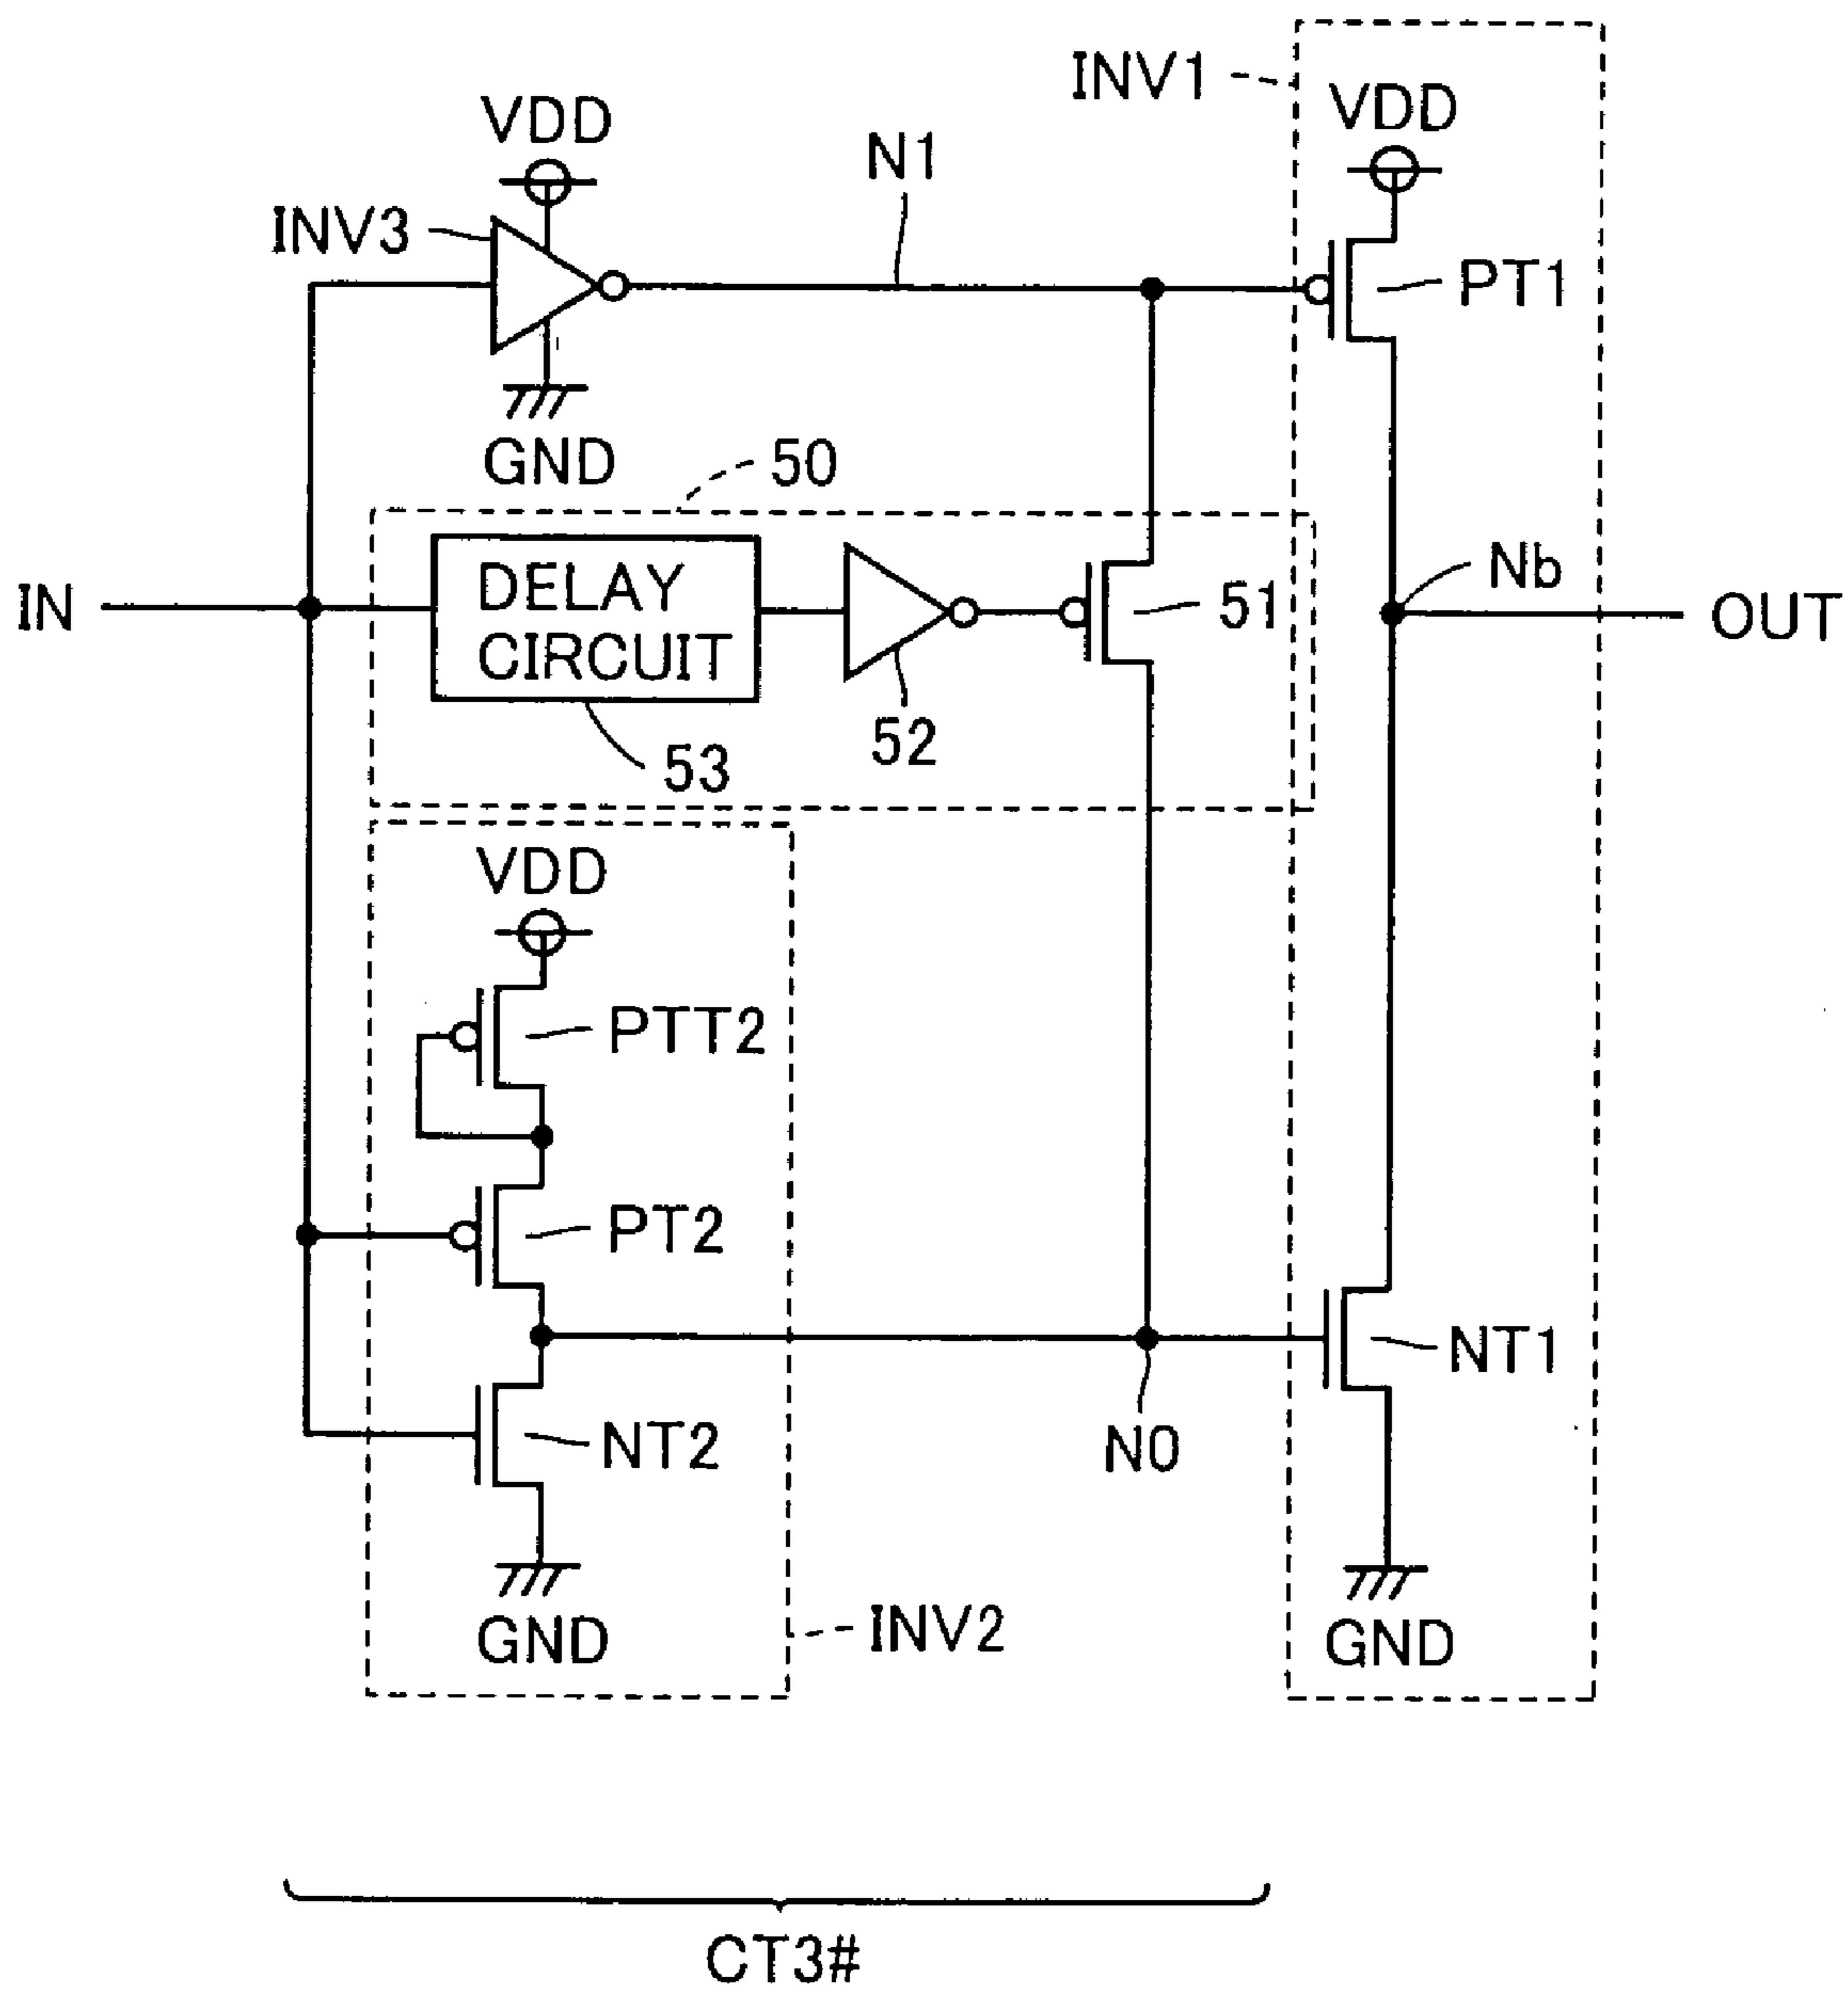 INV1
VDD
VDD
N1
INV3
PT1
GND
50
DELAY
CIRCUIT
51
Nb
IN
OUT
52
53
VDD
PTT2
PT2
NT1
NT2
N0
GND
INV2
GND
CT3#